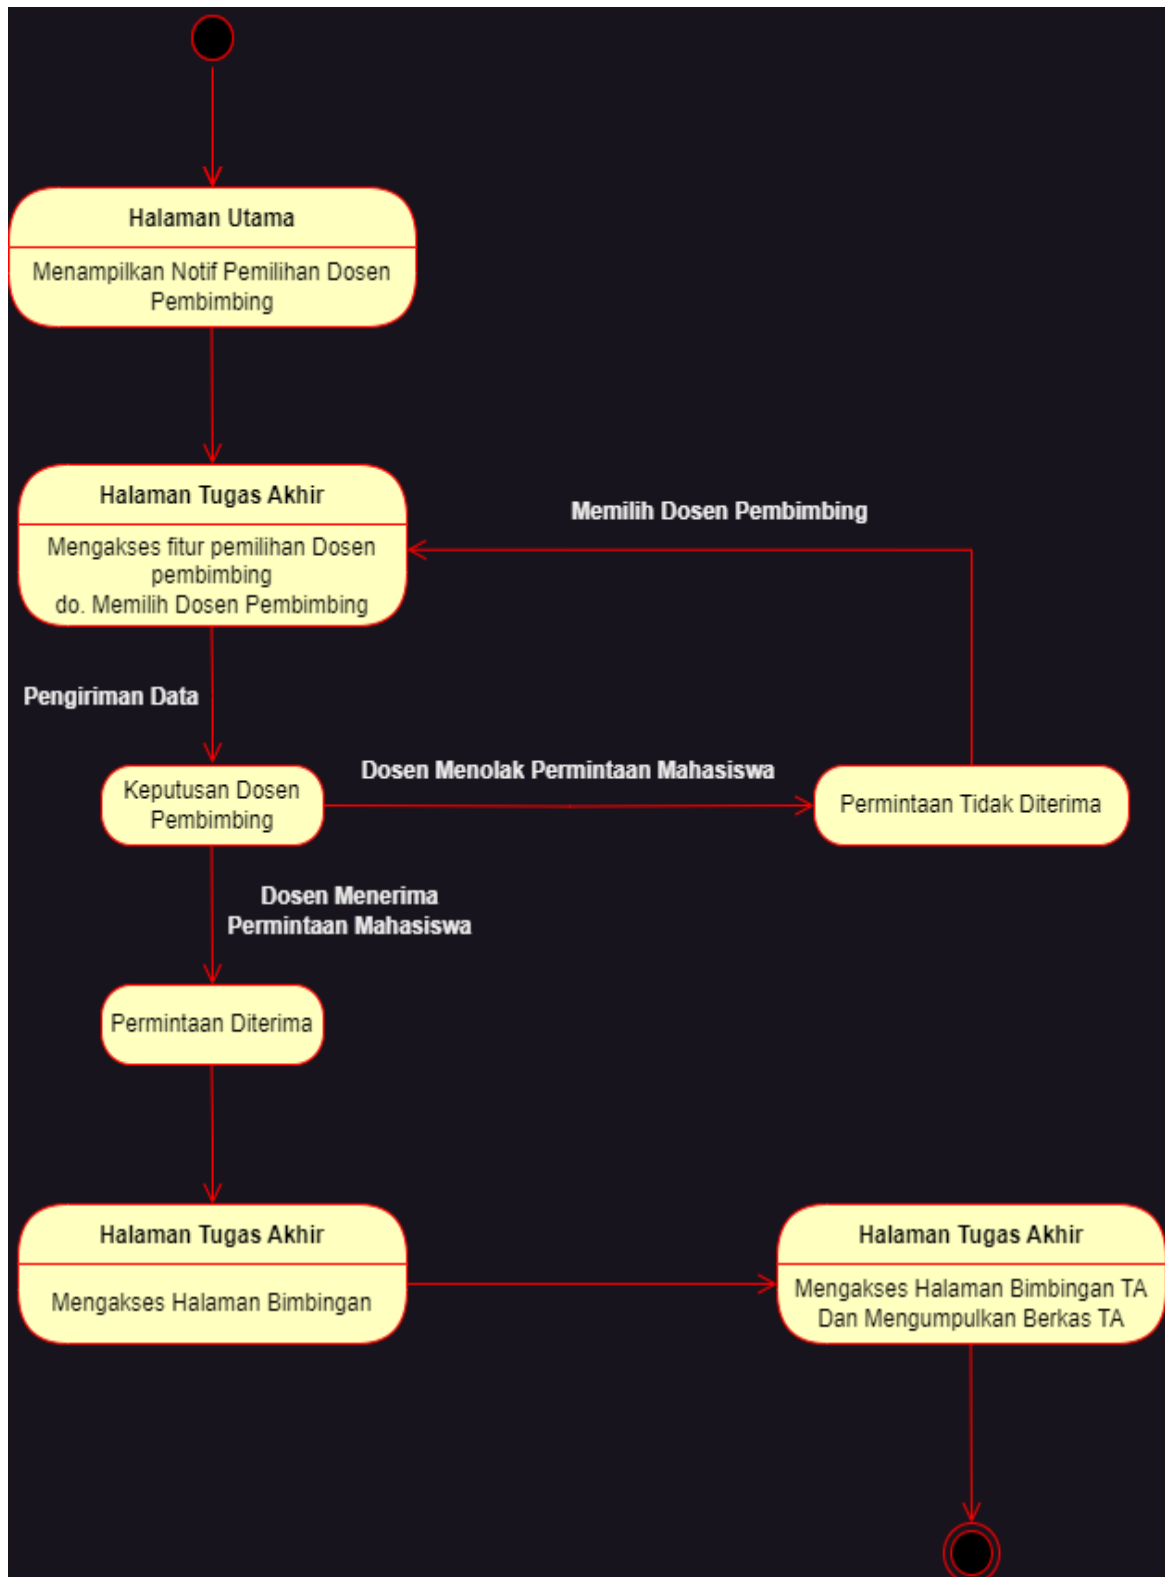 Halaman Utama
Menampilkan Notif Pemilihan Dosen
Pembimbing
Halaman Tugas Akhir
Mengakses fitur pemilihan Dosen
pembimbing
do. Memilih Dosen Pembimbing
Memilih Dosen Pembimbing
Pengiriman Data
Keputusan Dosen
Pembimbing
Dosen Menolak Permintaan Mahasiswa
Permintaan Tidak Diterima
Dosen Menerima
Permintaan Mahasiswa
Permintaan Diterima
Halaman Tugas Akhir
Mengakses Halaman Bimbingan
Halaman Tugas Akhir
Mengakses Halaman Bimbingan TA
Dan Mengumpulkan Berkas TA